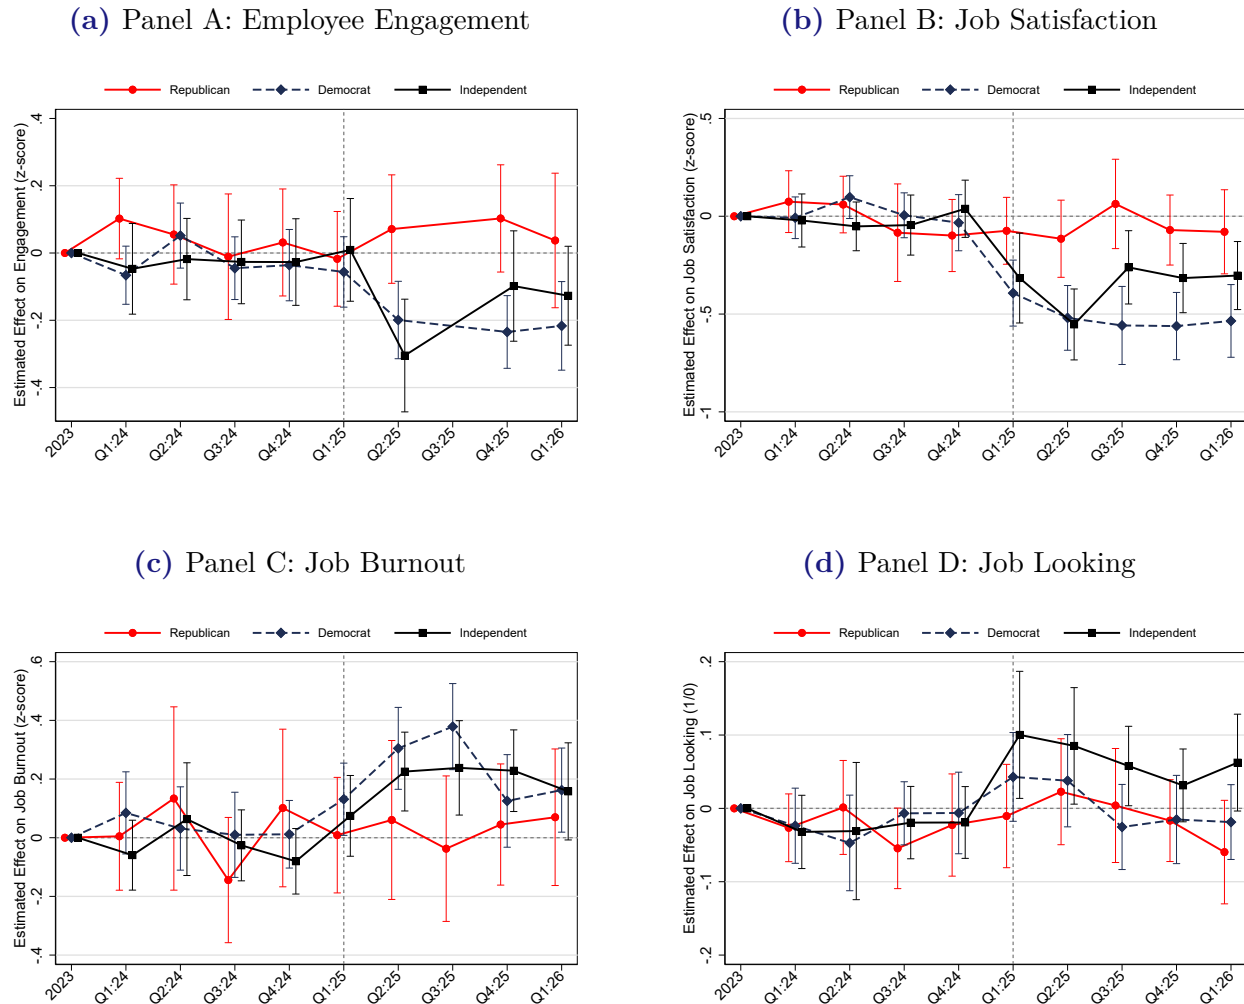 (a) Panel A: Employee Engagement
Republican Democrat Independent
Estimated Effect on Engagement (z-score)
.4
.2
0
-.2
-.4
2023 Q1:24 Q2:24 Q3:24 Q4:24 Q1:25 Q2:25 Q3:25 Q4:25 Q1:26
(b) Panel B: Job Satisfaction
Republican Democrat Independent
Estimated Effect on Job Satisfaction (z-score)
.5
0
-.5
-1
2023 Q1:24 Q2:24 Q3:24 Q4:24 Q1:25 Q2:25 Q3:25 Q4:25 Q1:26
(c) Panel C: Job Burnout
Republican Democrat Independent
Estimated Effect on Job Burnout (z-score)
.6
.4
.2
0
-.2
-.4
2023 Q1:24 Q2:24 Q3:24 Q4:24 Q1:25 Q2:25 Q3:25 Q4:25 Q1:26
(d) Panel D: Job Looking
Republican Democrat Independent
Estimated Effect on Job Looking (1/0)
.2
.1
0
-.1
-.2
2023 Q1:24 Q2:24 Q3:24 Q4:24 Q1:25 Q2:25 Q3:25 Q4:25 Q1:26